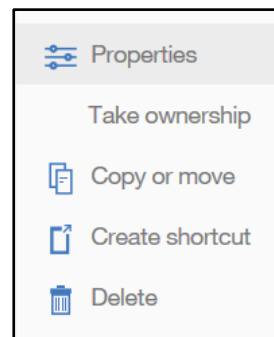 Properties
Take ownership
Copy or move
Create shortcut
Delete